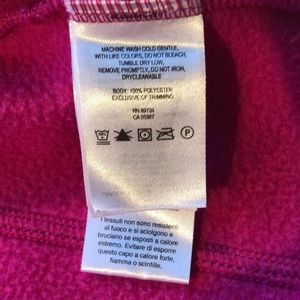 MACHINE WASH COLD GENTLE,
WITH LIKE COLORS, DO NOT BLEACH,
TUMBLE DRY LOW,
REMOVE PROMPTLY, DO NOT IRON,
DRYCLEANABLE
BODY: 100% POLYESTER
EXCLUSIVE OF TRIMMING
RN 69724
CA 05367
P
I tessuti non sono resistenti
al fuoco e si sciolgono e
bruciano se esposti a calore
estremo. Evitare di esporre
questo capo a calore forte,
fiamma o scintille.